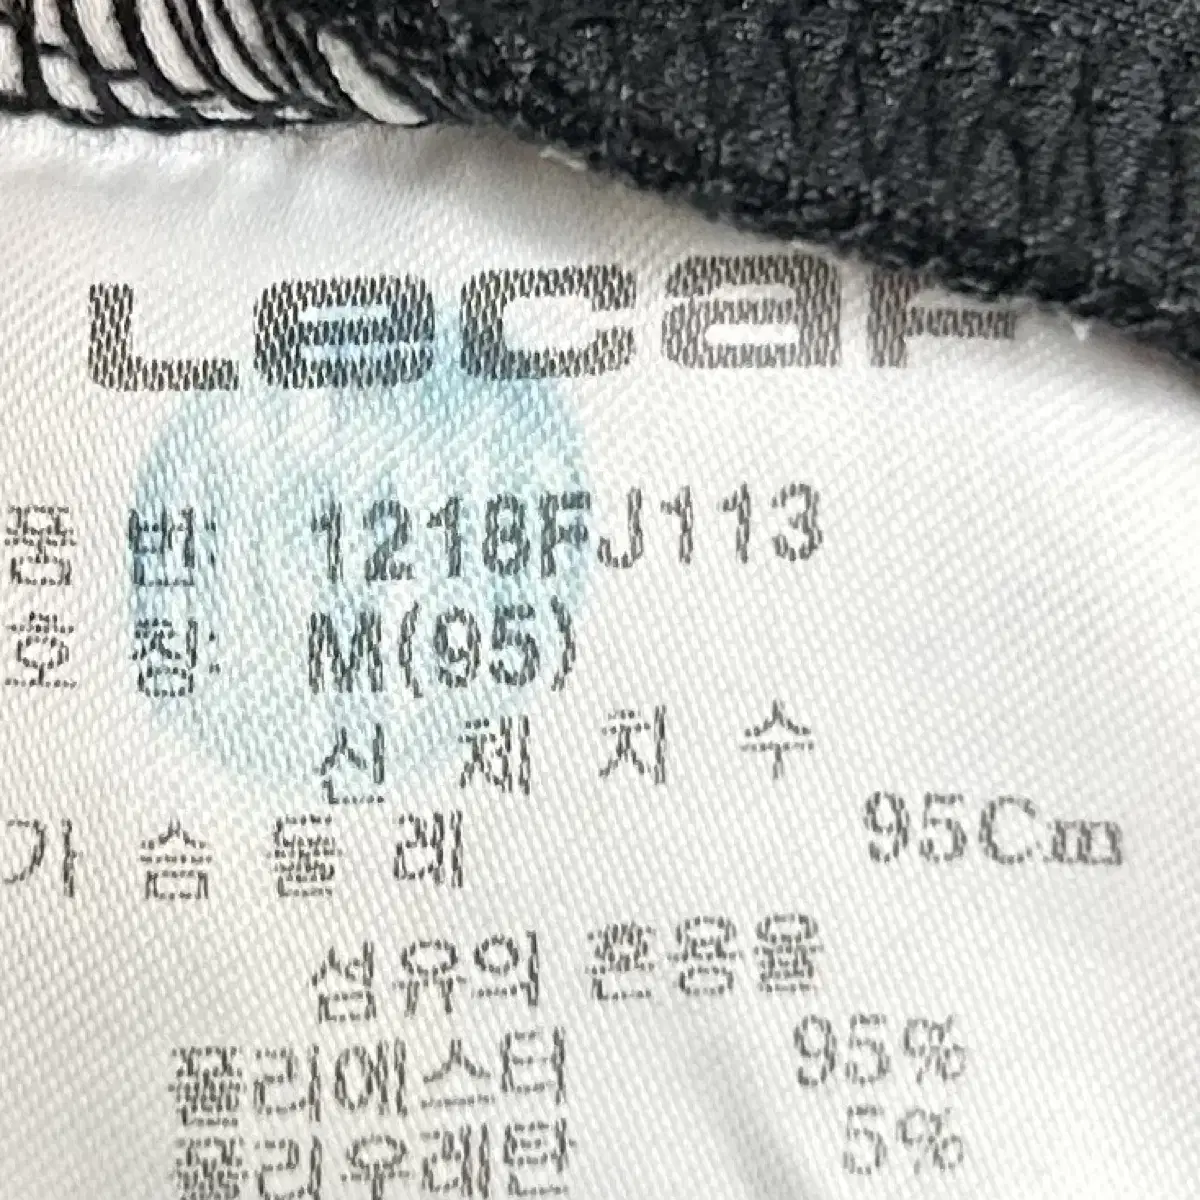 Lecaf
품 번: 1218FJ113
호 칭: M(95)
신 체 치 수
가 슴 둘 레 95Cm
섬유의 혼용율
폴리에스터 95%
폴리우레탄 5%